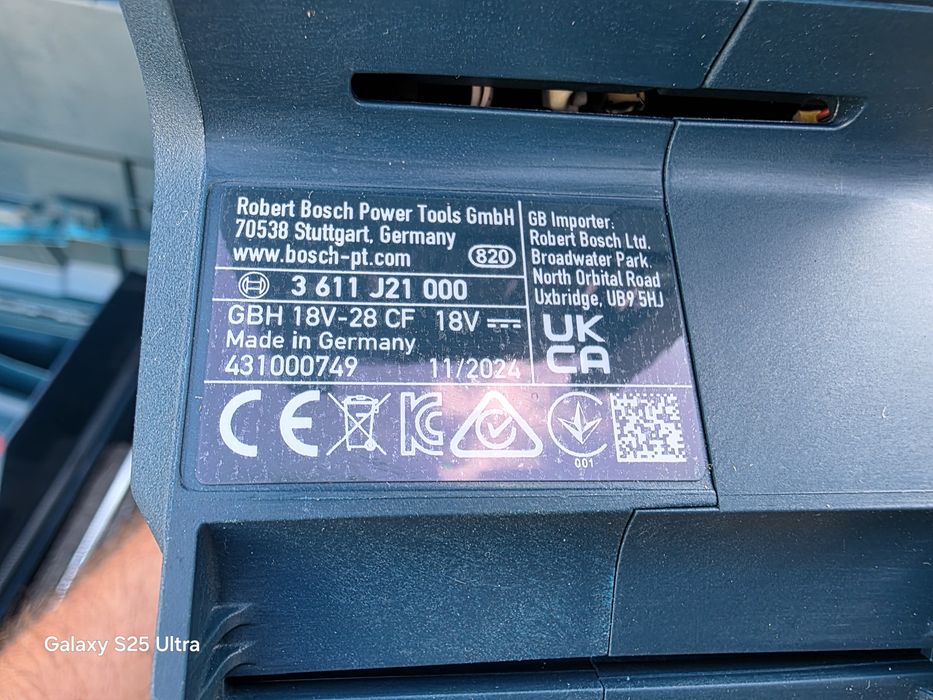 Robert Bosch Power Tools GmbH
70538 Stuttgart, Germany
www.bosch-pt.com
820
3 611 J21 000
GBH 18V-28 CF 18V
Made in Germany
431000749 11/2024
GB Importer:
Robert Bosch Ltd.
Broadwater Park.
North Orbital Road
Uxbridge, UB9 5HJ
UK
CA
CE
KC
001
Galaxy S25 Ultra